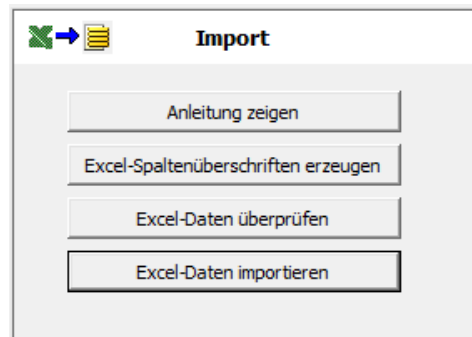 Import
Anleitung zeigen
Excel-Spaltenüberschriften erzeugen
Excel-Daten überprüfen
Excel-Daten importieren